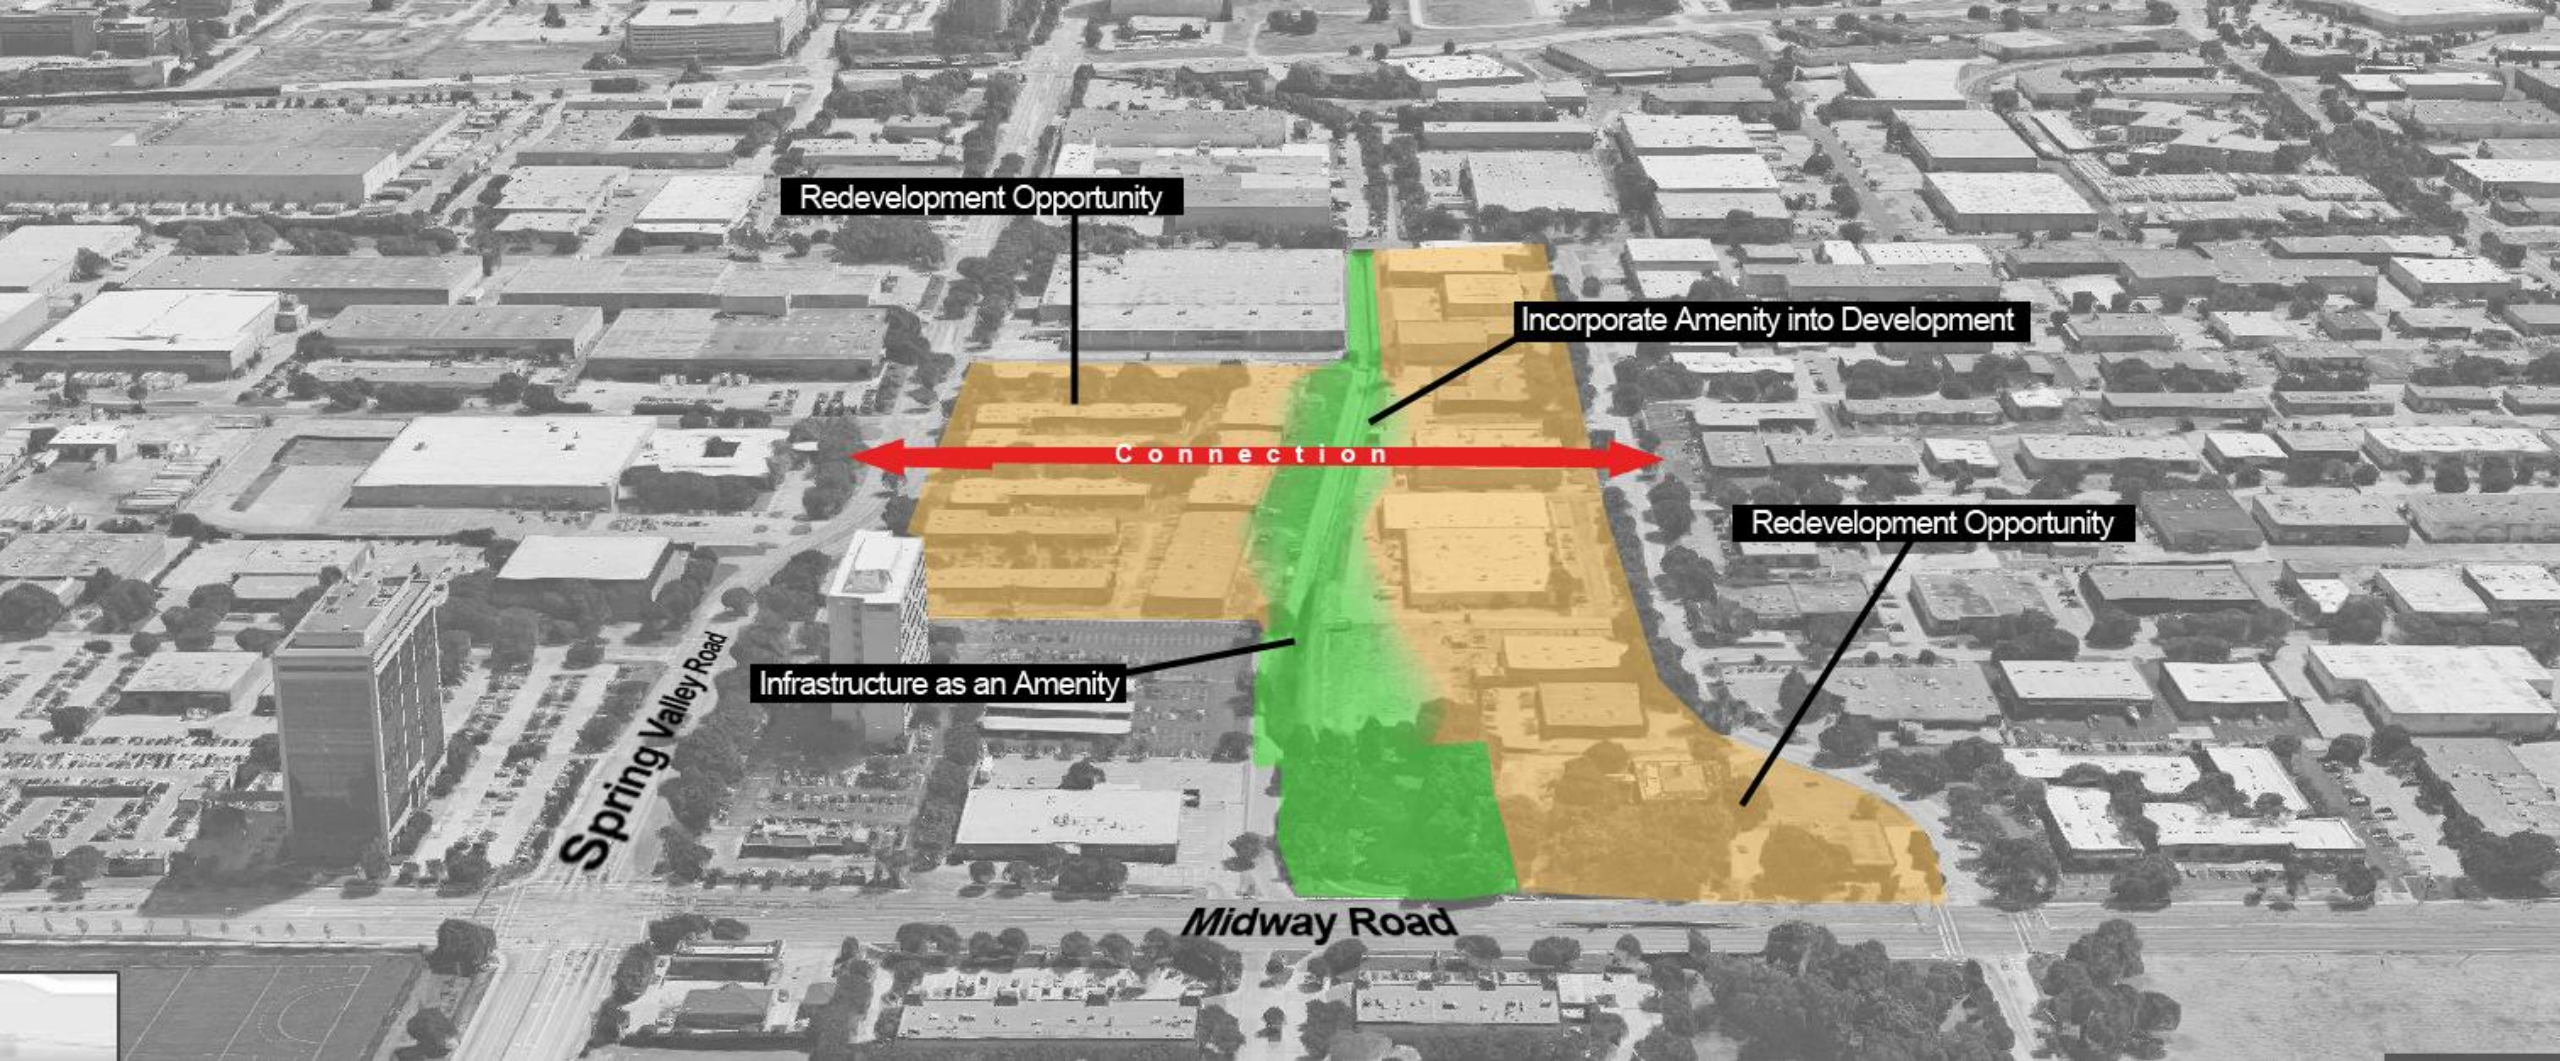 Redevelopment Opportunity
Incorporate Amenity into Development
Connection
Redevelopment Opportunity
Infrastructure as an Amenity
Spring Valley Road
Midway Road